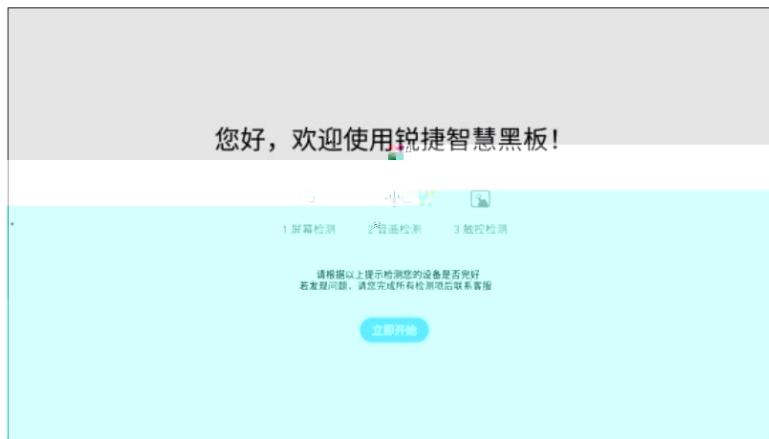 您好，欢迎使用锐捷智慧黑板！
1 屏幕检测
2 音画检测
3 触控检测
请根据以上提示检测您的设备是否完好
若发现问题，请您完成所有检测项后联系客服
立即开始